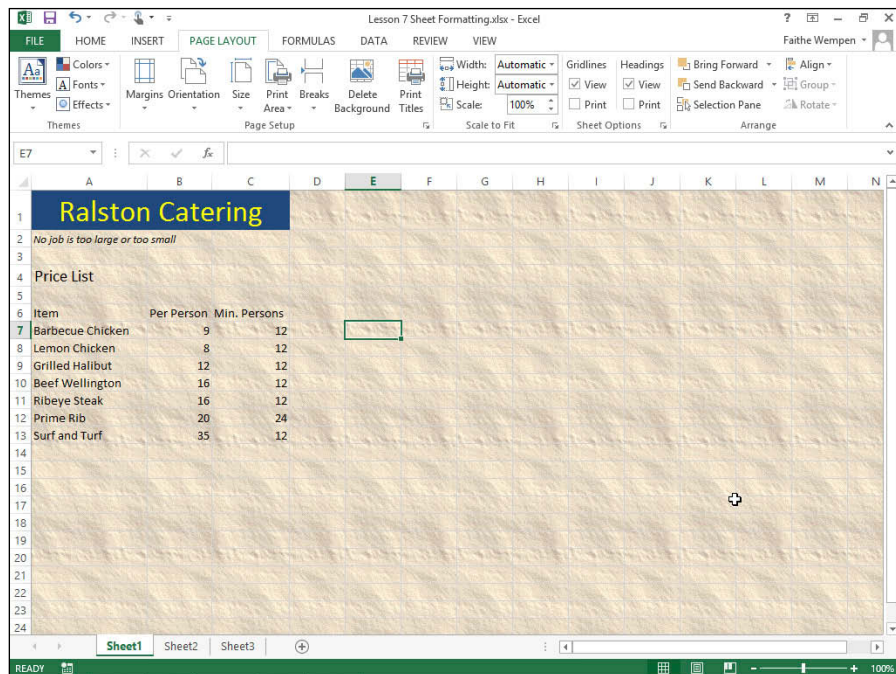 Lesson 7 Sheet Formatting.xlsx - Excel
?
FILE HOME INSERT PAGE LAYOUT FORMULAS DATA REVIEW VIEW Faithe Wempen
Aa Colors Width: Automatic Gridlines Headings Bring Forward Align
A Fonts Height: Automatic View View Send Backward Group
Themes Effects Margins Orientation Size Print Area Breaks Delete Background Print Titles Scale: 100% Print Print Selection Pane Rotate
Themes Page Setup Scale to Fit Sheet Options Arrange
E7 fx
A B C D E F G H I J K L M N
1 Ralston Catering
2 No job is too large or too small
3
4 Price List
5
6 Item Per Person Min. Persons
7 Barbecue Chicken 9 12
8 Lemon Chicken 8 12
9 Grilled Halibut 12 12
10 Beef Wellington 16 12
11 Ribeye Steak 16 12
12 Prime Rib 20 24
13 Surf and Turf 35 12
14
15
16
17
18
19
20
21
22
23
24
Sheet1 Sheet2 Sheet3
READY 100%